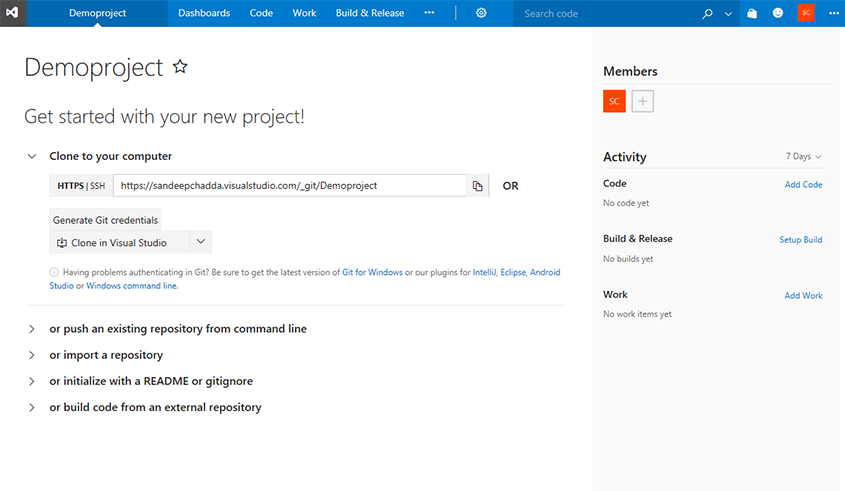 Demoproject Dashboards Code Work Build & Release ••• Search code SC •••
Demoproject
Get started with your new project!
Clone to your computer
HTTPS | SSH https://sandeepchadda.visualstudio.com/_git/Demoproject OR
Generate Git credentials
Clone in Visual Studio
Having problems authenticating in Git? Be sure to get the latest version of Git for Windows or our plugins for IntelliJ, Eclipse, Android
Studio or Windows command line.
or push an existing repository from command line
or import a repository
or initialize with a README or gitignore
or build code from an external repository
Members
SC +
Activity 7 Days
Code Add Code
No code yet
Build & Release Setup Build
No builds yet
Work Add Work
No work items yet